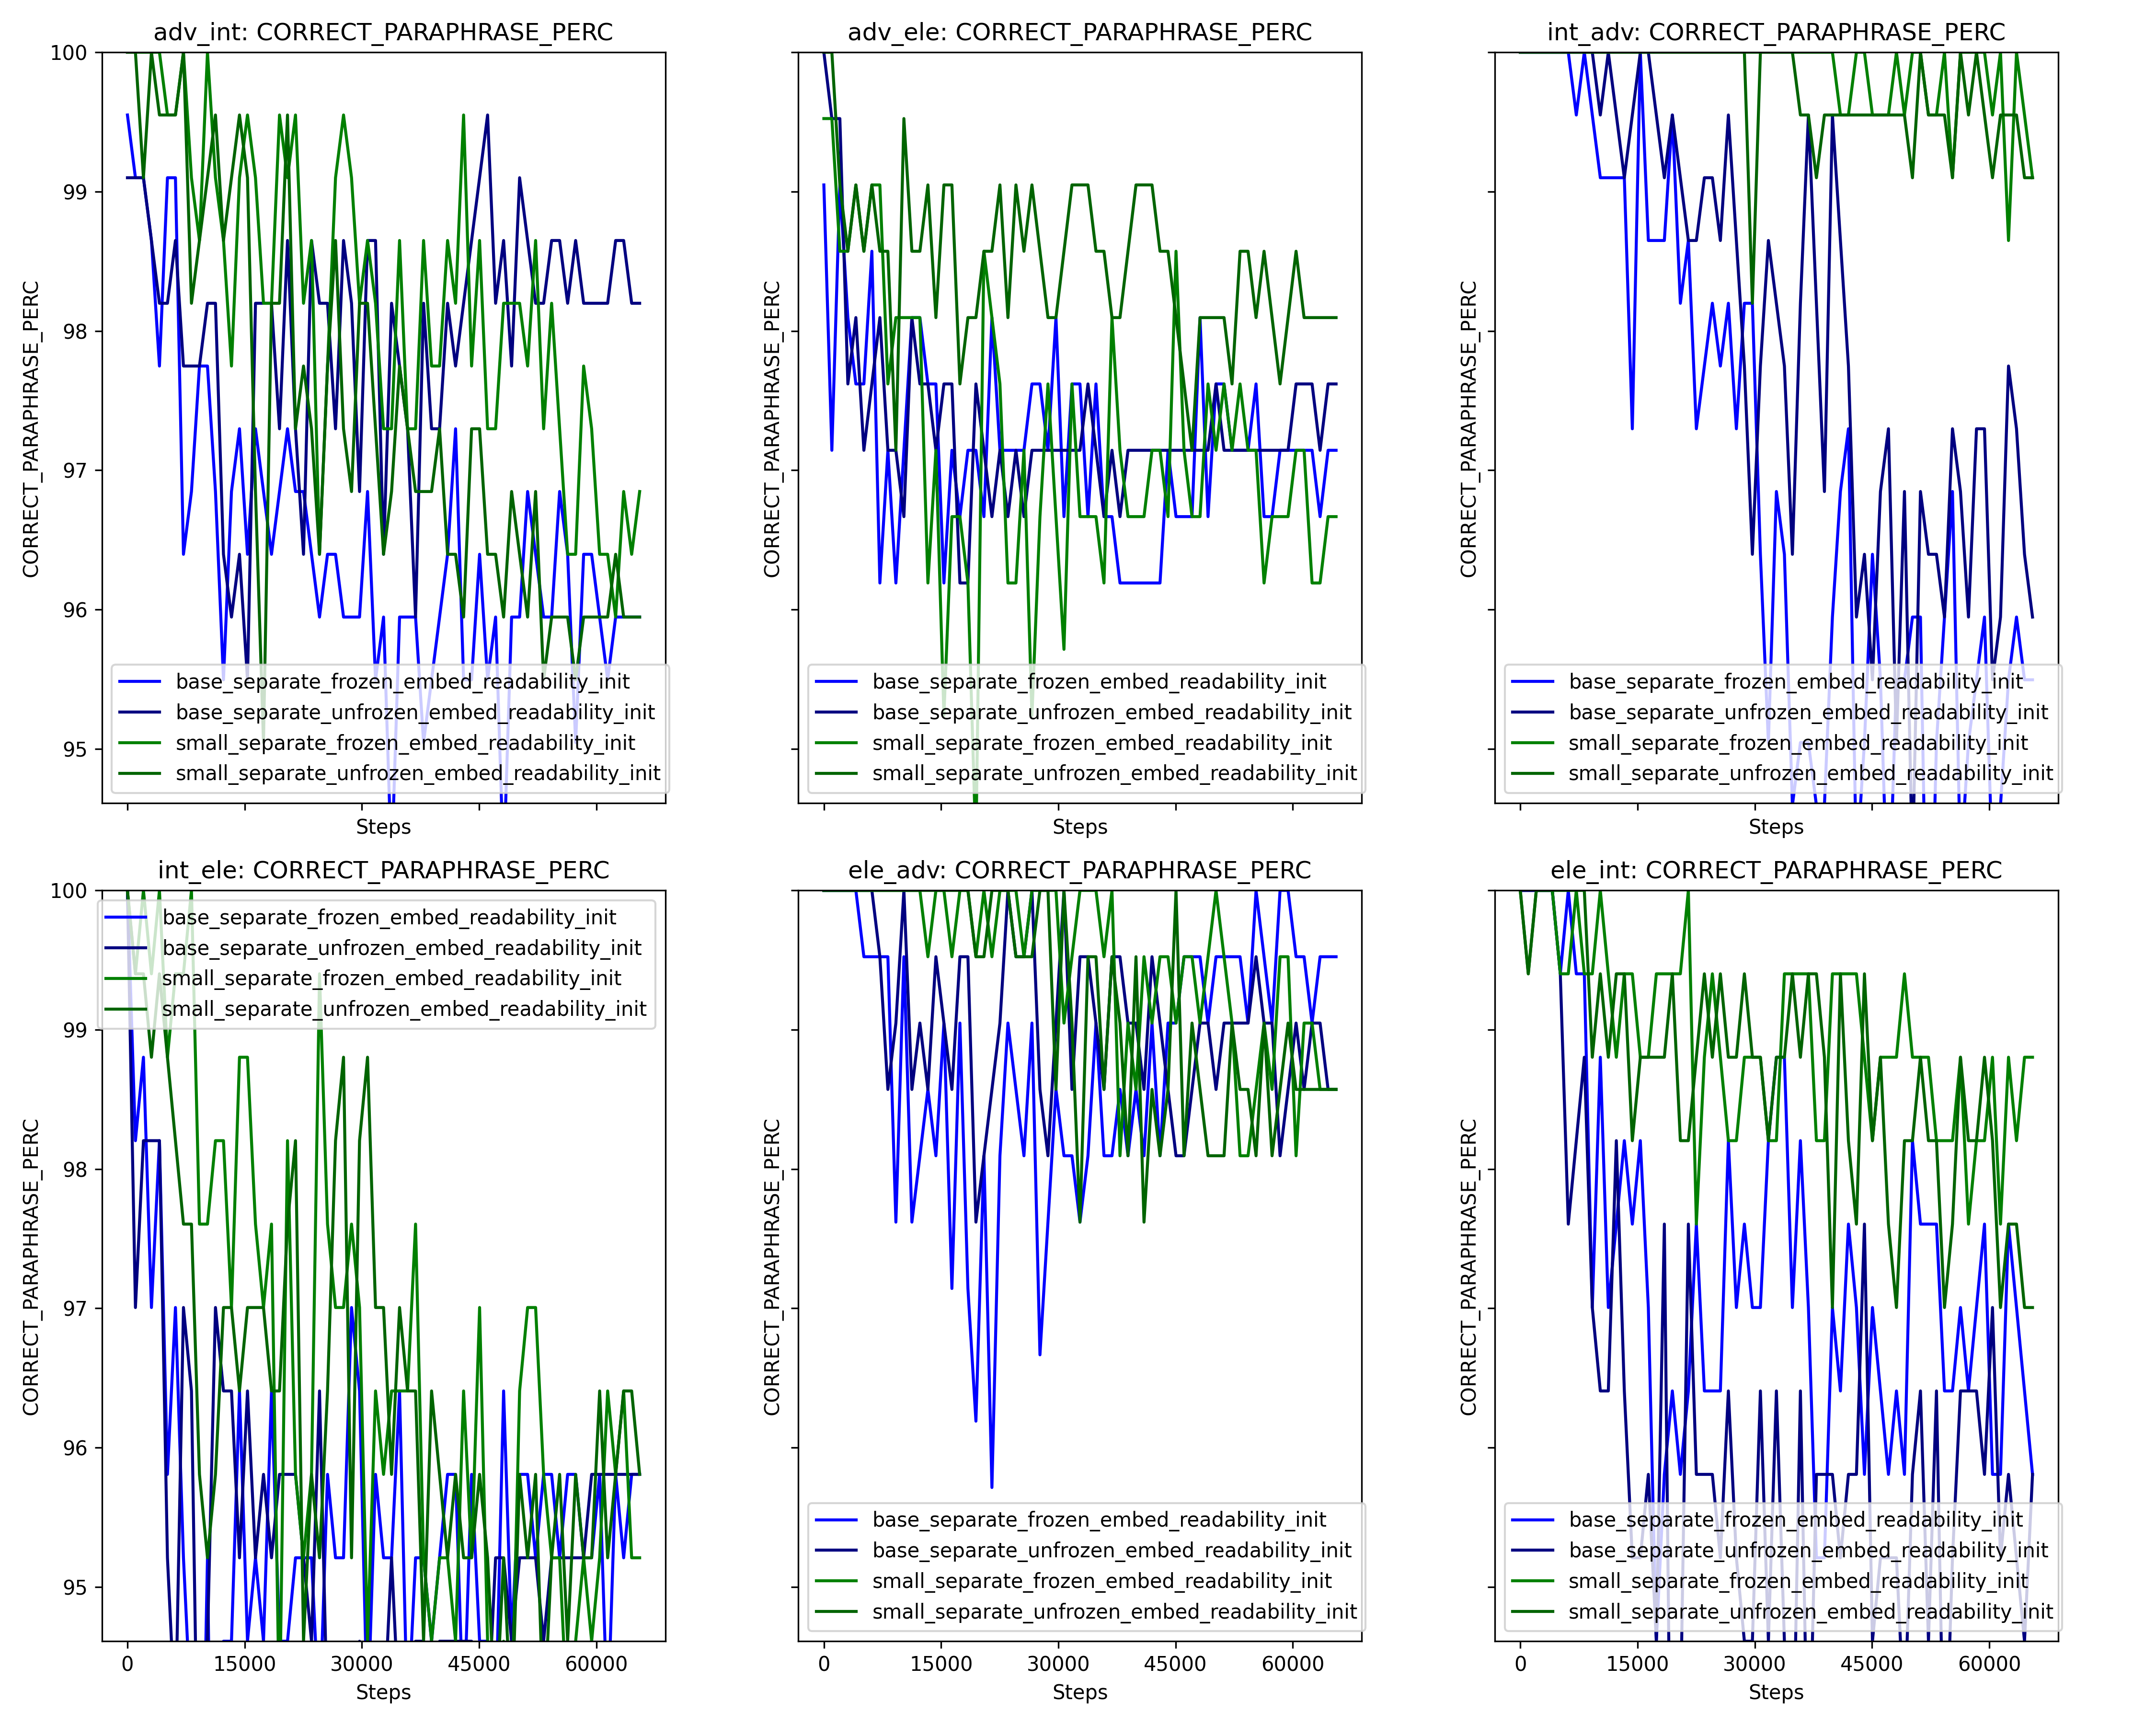 adv_int: CORRECT_PARAPHRASE_PERC
100
99
98
97
96
95
CORRECT_PARAPHRASE_PERC
base_separate_frozen_embed_readability_init
base_separate_unfrozen_embed_readability_init
small_separate_frozen_embed_readability_init
small_separate_unfrozen_embed_readability_init
Steps
adv_ele: CORRECT_PARAPHRASE_PERC
CORRECT_PARAPHRASE_PERC
base_separate_frozen_embed_readability_init
base_separate_unfrozen_embed_readability_init
small_separate_frozen_embed_readability_init
small_separate_unfrozen_embed_readability_init
Steps
int_adv: CORRECT_PARAPHRASE_PERC
CORRECT_PARAPHRASE_PERC
base_separate_frozen_embed_readability_init
base_separate_unfrozen_embed_readability_init
small_separate_frozen_embed_readability_init
small_separate_unfrozen_embed_readability_init
Steps
int_ele: CORRECT_PARAPHRASE_PERC
100
99
98
97
96
95
CORRECT_PARAPHRASE_PERC
base_separate_frozen_embed_readability_init
base_separate_unfrozen_embed_readability_init
small_separate_frozen_embed_readability_init
small_separate_unfrozen_embed_readability_init
0 15000 30000 45000 60000
Steps
ele_adv: CORRECT_PARAPHRASE_PERC
CORRECT_PARAPHRASE_PERC
base_separate_frozen_embed_readability_init
base_separate_unfrozen_embed_readability_init
small_separate_frozen_embed_readability_init
small_separate_unfrozen_embed_readability_init
0 15000 30000 45000 60000
Steps
ele_int: CORRECT_PARAPHRASE_PERC
CORRECT_PARAPHRASE_PERC
base_separate_frozen_embed_readability_init
base_separate_unfrozen_embed_readability_init
small_separate_frozen_embed_readability_init
small_separate_unfrozen_embed_readability_init
0 15000 30000 45000 60000
Steps